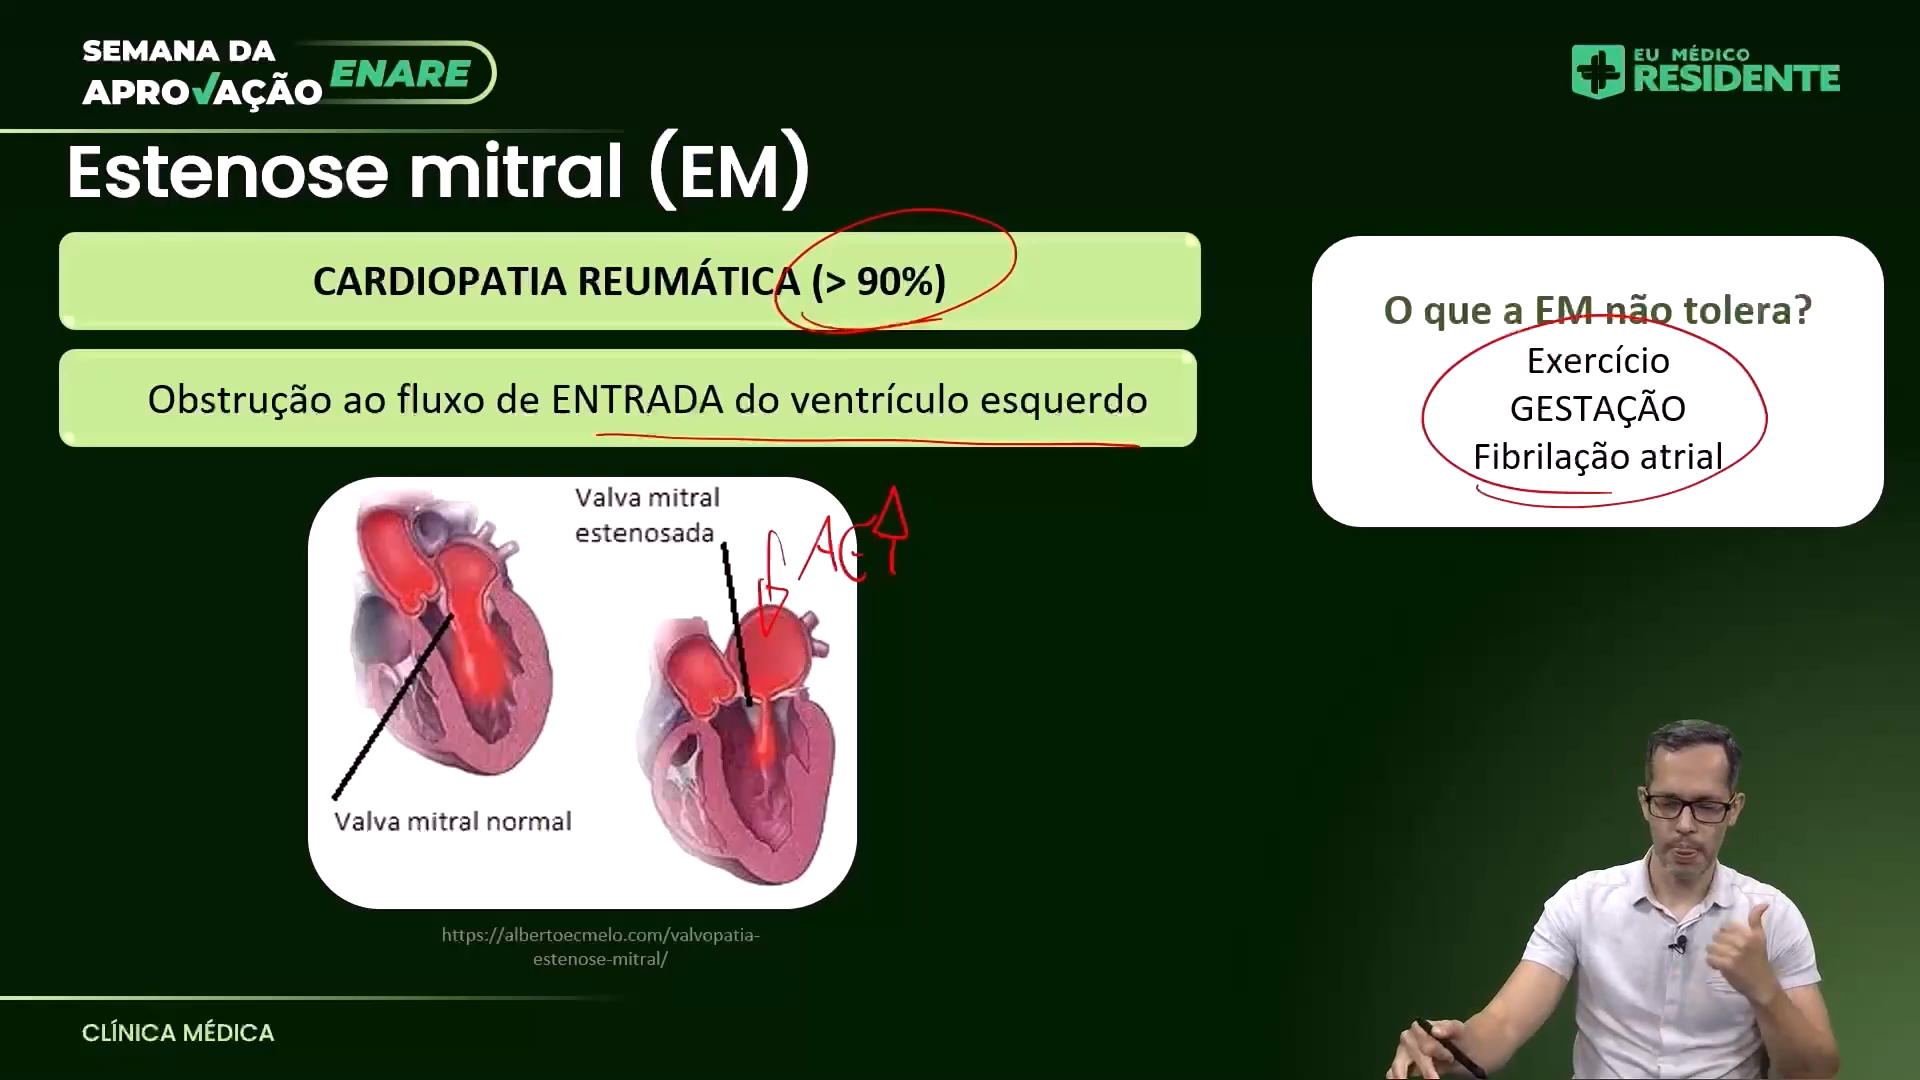 SEMANA DA
APROVAÇÃO ENARE
EU MÉDICO
RESIDENTE
Estenose mitral (EM)
CARDIOPATIA REUMÁTICA (> 90%)
Obstrução ao fluxo de ENTRADA do ventrículo esquerdo
O que a EM não tolera?
Exercício
GESTAÇÃO
Fibrilação atrial
Valva mitral
estenosada
AE
Valva mitral normal
https://albertoecmelo.com/valvopatia-
estenose-mitral/
CLÍNICA MÉDICA